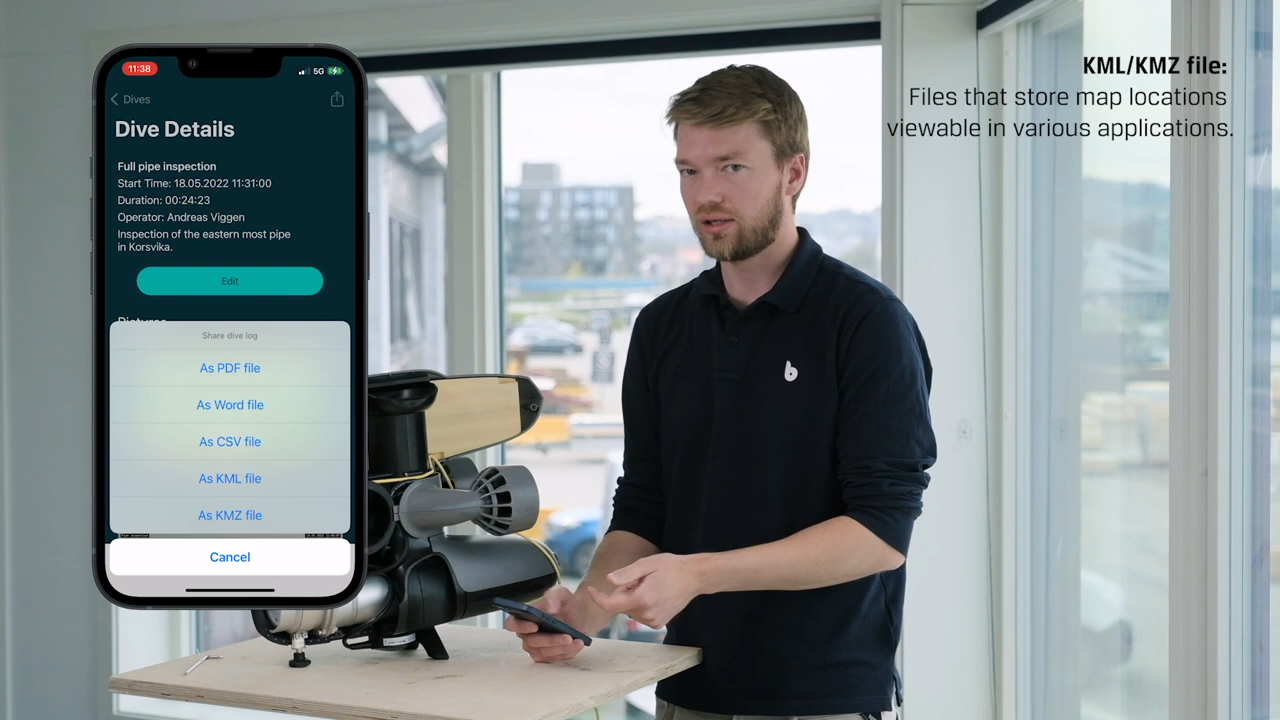 11:38
5G
Dives
Dive Details
Full pipe inspection
Start Time: 18.05.2022 11:31:00
Duration: 00:24:23
Operator: Andreas Viggen
Inspection of the eastern most pipe
in Korsvika.
Edit
Pictures
Share dive log
As PDF file
As Word file
As CSV file
As KML file
As KMZ file
Cancel
KML/KMZ file:
Files that store map locations
viewable in various applications.
b